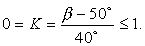 0 = K = (β − 50°) / 40° ≤ 1.